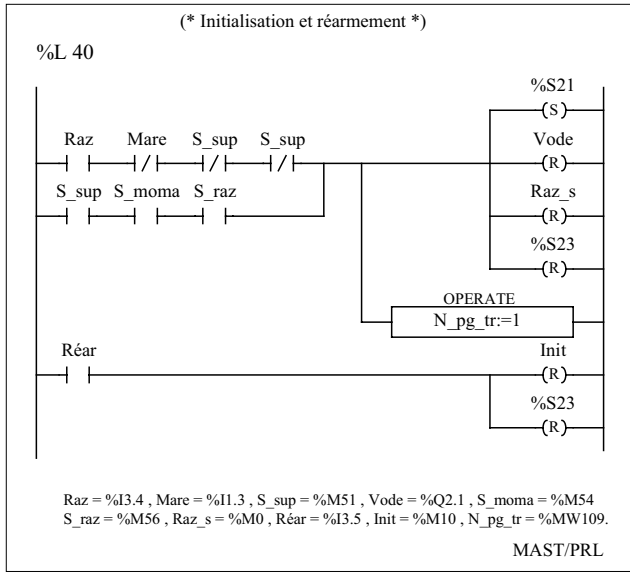 (* Initialisation et réarmement *)
%L 40
%S21
(S)
Raz Mare S_sup S_sup Vode
(R)
S_sup S_moma S_raz Raz_s
(R)
%S23
(R)
OPERATE
N_pg_tr:=1
Réar Init
(R)
%S23
(R)
Raz = %I3.4 , Mare = %I1.3 , S_sup = %M51 , Vode = %Q2.1 , S_moma = %M54
S_raz = %M56 , Raz_s = %M0 , Réar = %I3.5 , Init = %M10 , N_pg_tr = %MW109.
MAST/PRL